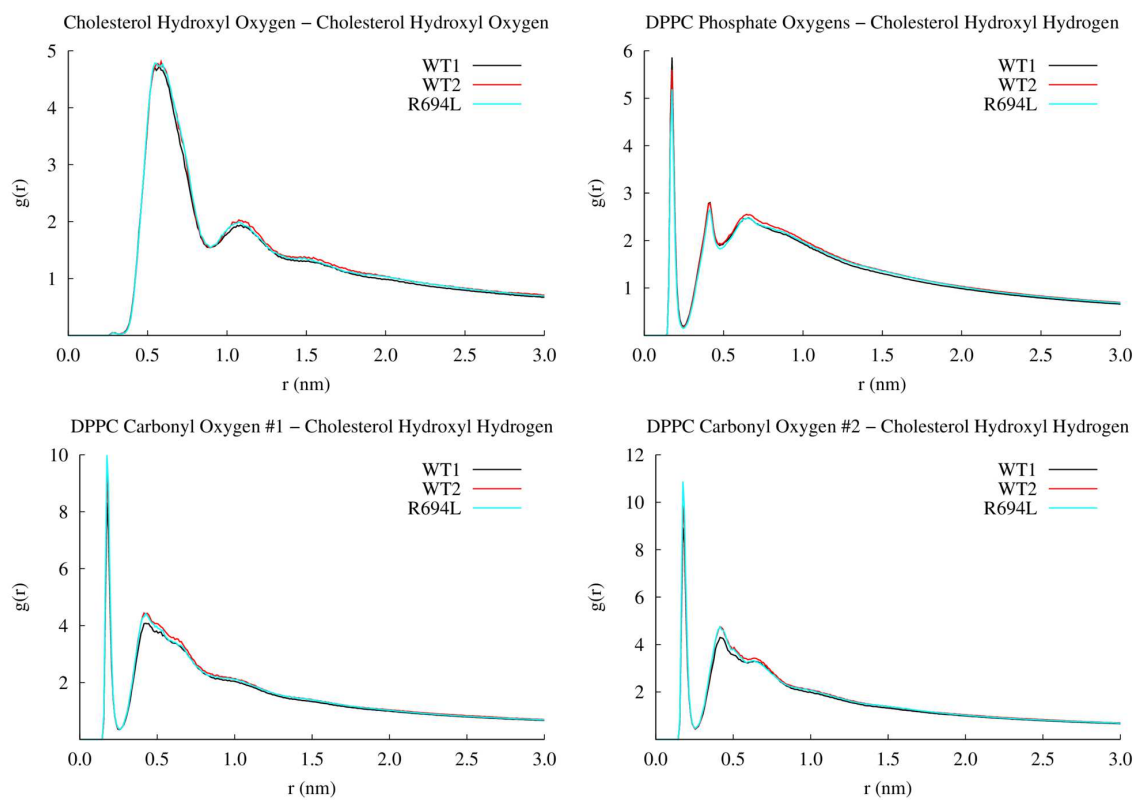 Cholesterol Hydroxyl Oxygen − Cholesterol Hydroxyl Oxygen
5
4
3
2
1
g(r)
WT1
WT2
R694L
0.0 0.5 1.0 1.5 2.0 2.5 3.0
r (nm)
DPPC Phosphate Oxygens − Cholesterol Hydroxyl Hydrogen
6
5
4
3
2
1
g(r)
WT1
WT2
R694L
0.0 0.5 1.0 1.5 2.0 2.5 3.0
r (nm)
DPPC Carbonyl Oxygen #1 − Cholesterol Hydroxyl Hydrogen
10
8
6
4
2
g(r)
WT1
WT2
R694L
0.0 0.5 1.0 1.5 2.0 2.5 3.0
r (nm)
DPPC Carbonyl Oxygen #2 − Cholesterol Hydroxyl Hydrogen
12
10
8
6
4
2
g(r)
WT1
WT2
R694L
0.0 0.5 1.0 1.5 2.0 2.5 3.0
r (nm)